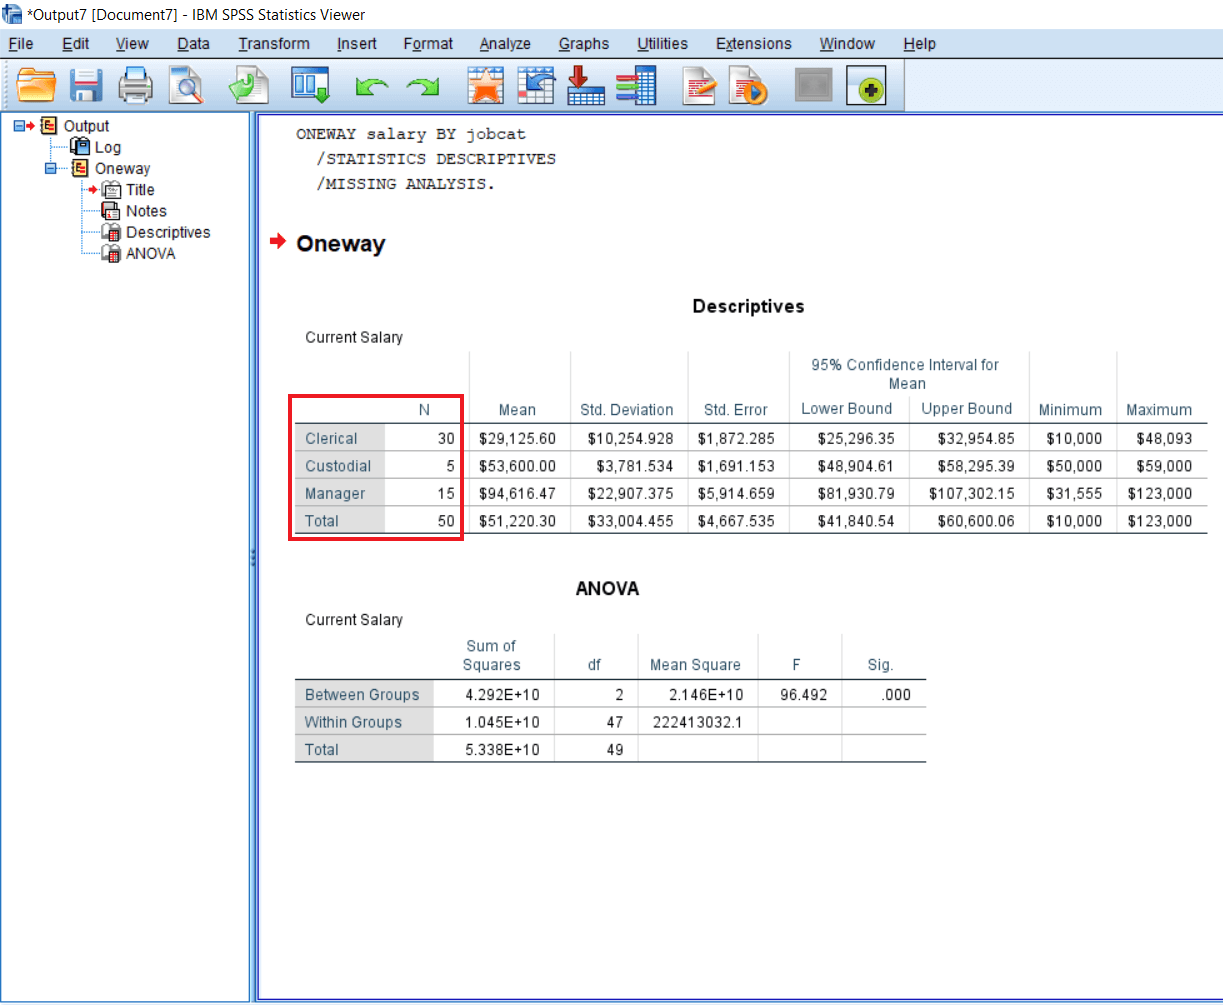 *Output7 [Document7] - IBM SPSS Statistics Viewer
File Edit View Data Transform Insert Format Analyze Graphs Utilities Extensions Window Help
Output
Log
Oneway
Title
Notes
Descriptives
ANOVA
ONEWAY salary BY jobcat
/STATISTICS DESCRIPTIVES
/MISSING ANALYSIS.
Oneway
Descriptives
Current Salary
95% Confidence Interval for
Mean
N Mean Std. Deviation Std. Error Lower Bound Upper Bound Minimum Maximum
Clerical 30 $29,125.60 $10,254.928 $1,872.285 $25,296.35 $32,954.85 $10,000 $48,093
Custodial 5 $53,600.00 $3,781.534 $1,691.153 $48,904.61 $58,295.39 $50,000 $59,000
Manager 15 $94,616.47 $22,907.375 $5,914.659 $81,930.79 $107,302.15 $31,555 $123,000
Total 50 $51,220.30 $33,004.455 $4,667.535 $41,840.54 $60,600.06 $10,000 $123,000
ANOVA
Current Salary
Sum of
Squares df Mean Square F Sig.
Between Groups 4.292E+10 2 2.146E+10 96.492 .000
Within Groups 1.045E+10 47 222413032.1
Total 5.338E+10 49